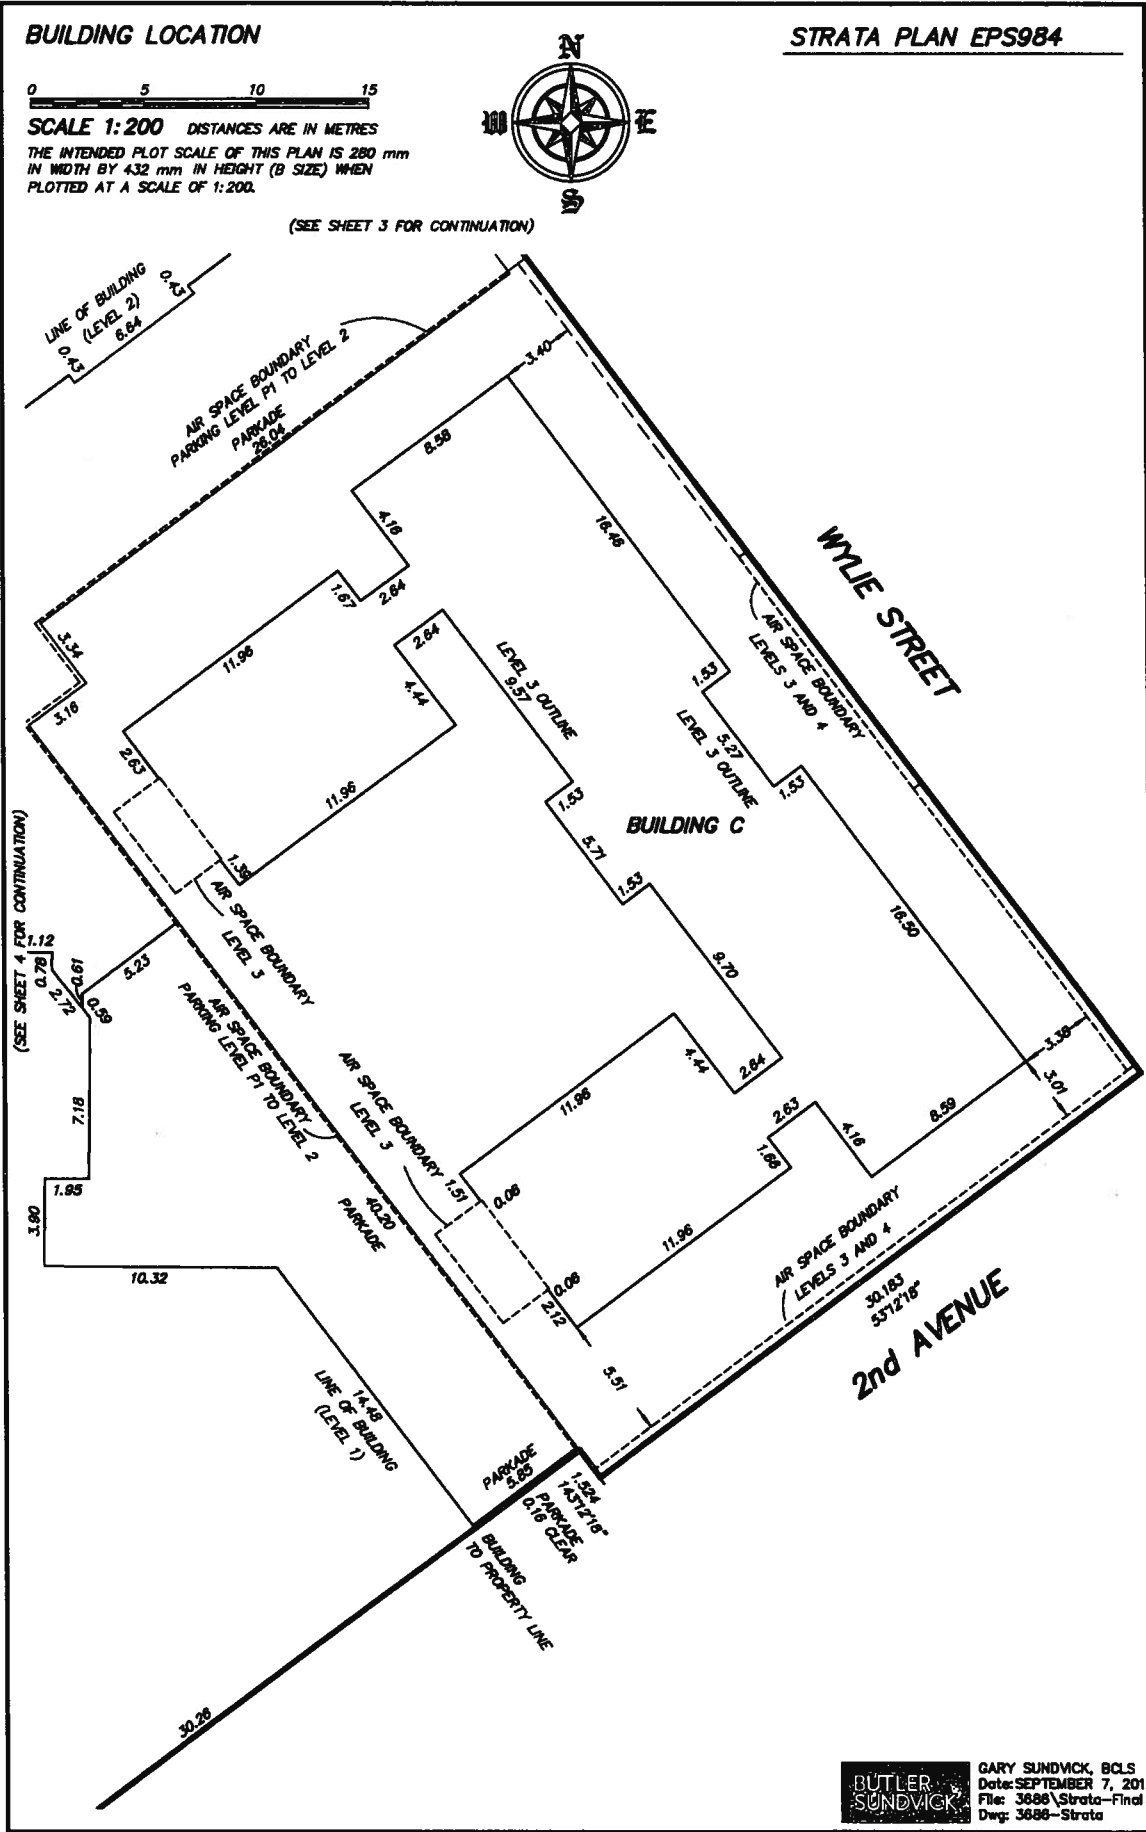 BUILDING LOCATION
STRATA PLAN EPS984
0 5 10 15
SCALE 1:200 DISTANCES ARE IN METRES
THE INTENDED PLOT SCALE OF THIS PLAN IS 280 mm
IN WIDTH BY 432 mm IN HEIGHT (B SIZE) WHEN
PLOTTED AT A SCALE OF 1:200.
N
W
E
S
(SEE SHEET 3 FOR CONTINUATION)
LINE OF BUILDING
(LEVEL 2)
0.43
6.64
0.43
AIR SPACE BOUNDARY
PARKING LEVEL P1 TO LEVEL 2
PARKADE
3.40
8.58
4.16
16.46
1.67
2.64
WYLIE STREET
3.34
3.16
11.96
2.64
4.44
LEVEL 3 OUTLINE
9.57
1.53
5.27
LEVEL 3 OUTLINE
1.53
AIR SPACE BOUNDARY
LEVELS 3 AND 4
2.63
11.96
1.53
5.71
1.53
BUILDING C
1.39
AIR SPACE BOUNDARY
LEVEL 3
16.50
(SEE SHEET 4 FOR CONTINUATION)
1.12
0.78
0.61
2.72
0.59
5.23
AIR SPACE BOUNDARY
PARKING LEVEL P1 TO LEVEL 2
9.70
4.44
2.64
11.96
AIR SPACE BOUNDARY
LEVEL 3
3.38
3.01
8.59
7.18
2.63
4.16
1.68
1.95
3.90
1.51
0.08
40.20
PARKADE
11.96
10.32
0.08
2.12
AIR SPACE BOUNDARY
LEVELS 3 AND 4
30.183
53°12'18"
2nd AVENUE
5.51
14.48
LINE OF BUILDING
(LEVEL 1)
PARKADE
5.85
1.524
143°12'18"
PARKADE
0.16 CLEAR
BUILDING
TO PROPERTY LINE
30.26
BUTLER
SUNDVICK
GARY SUNDVICK, BCLS
Date:SEPTEMBER 7, 201
File: 3686\Strata-Final
Dwg: 3686-Strata